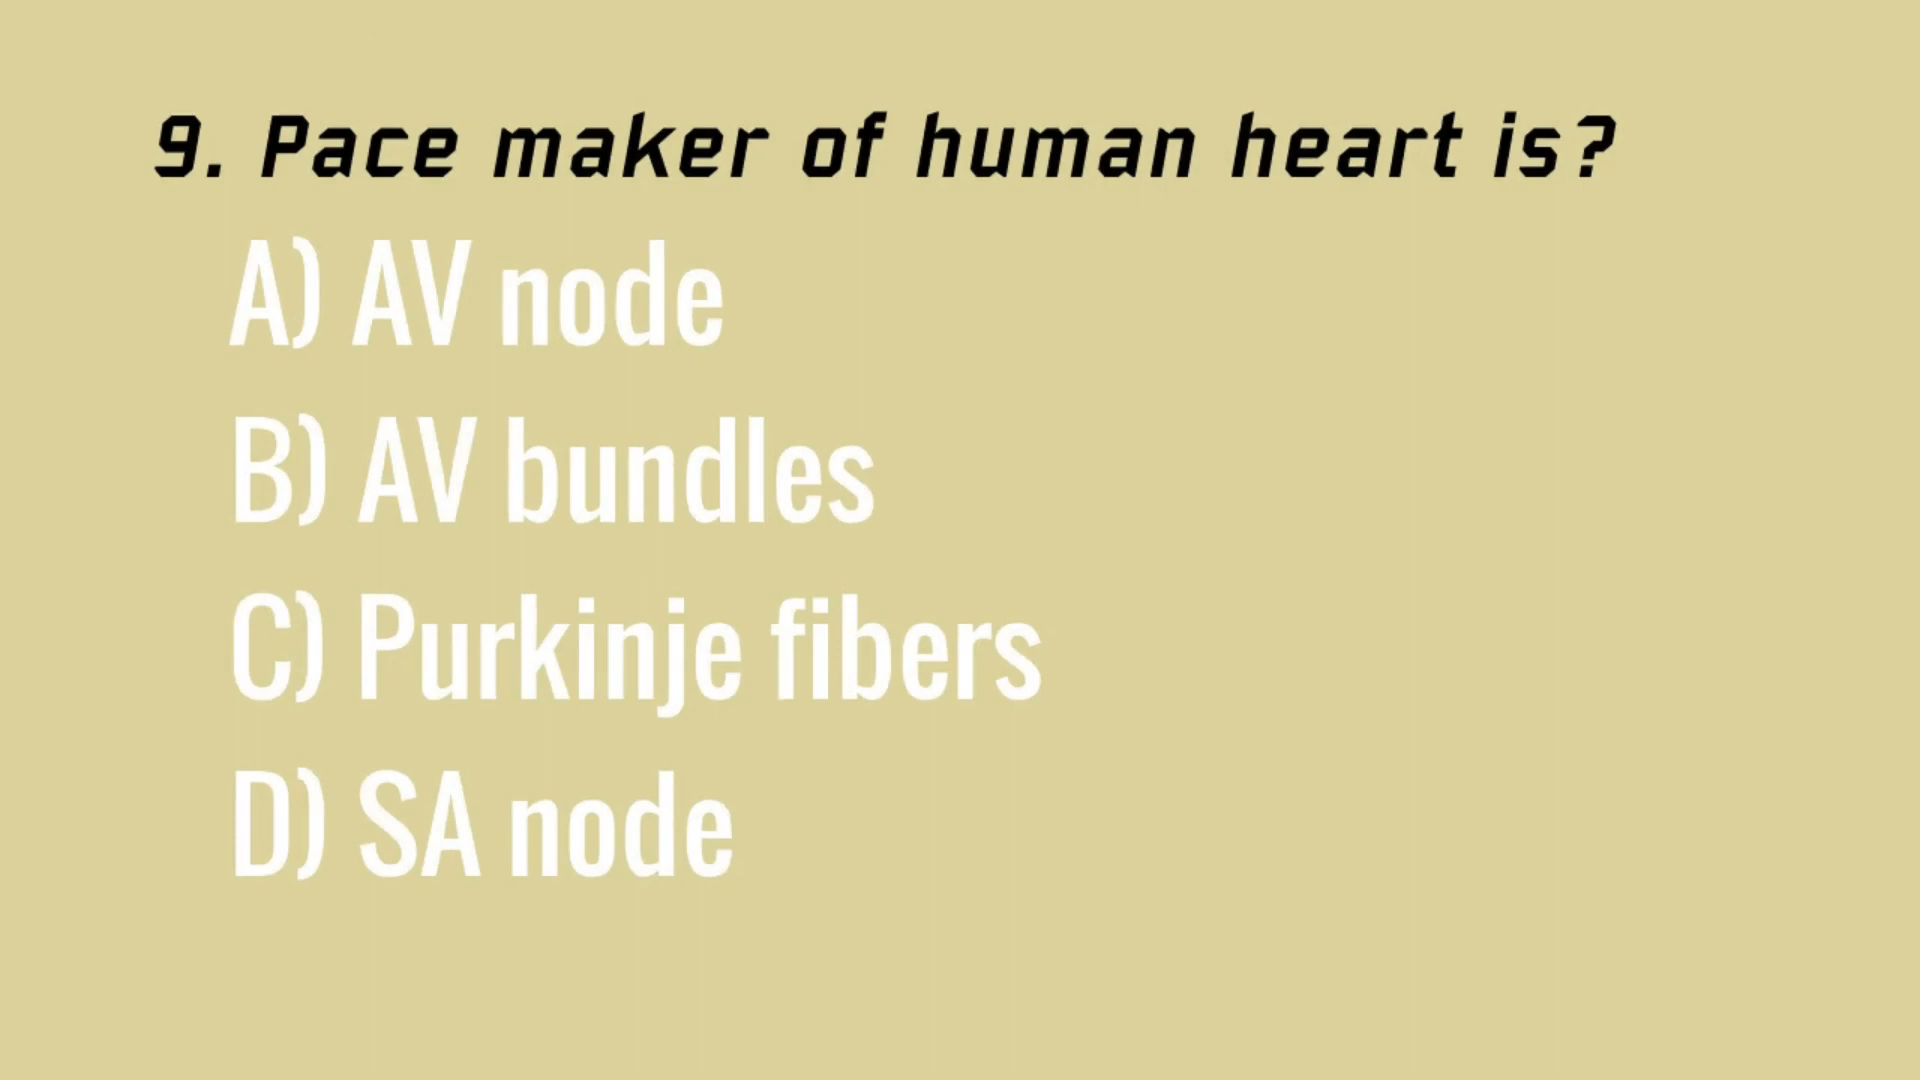 9. Pace maker of human heart is?
A) AV node
B) AV bundles
C) Purkinje fibers
D) SA node